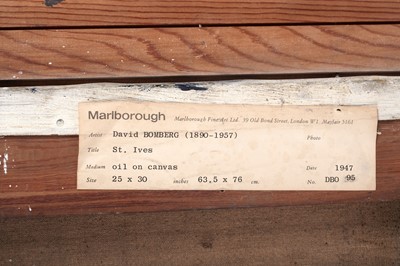 Marlborough Marlborough Fine Art Ltd. 39 Old Bond Street, London W1. Mayfair 5161
Artist David BOMBERG (1890-1957) Photo
Title St. Ives
Medium oil on canvas Date 1947
Size 25 x 30 inches 63,5 x 76 cm. No. DBO 95